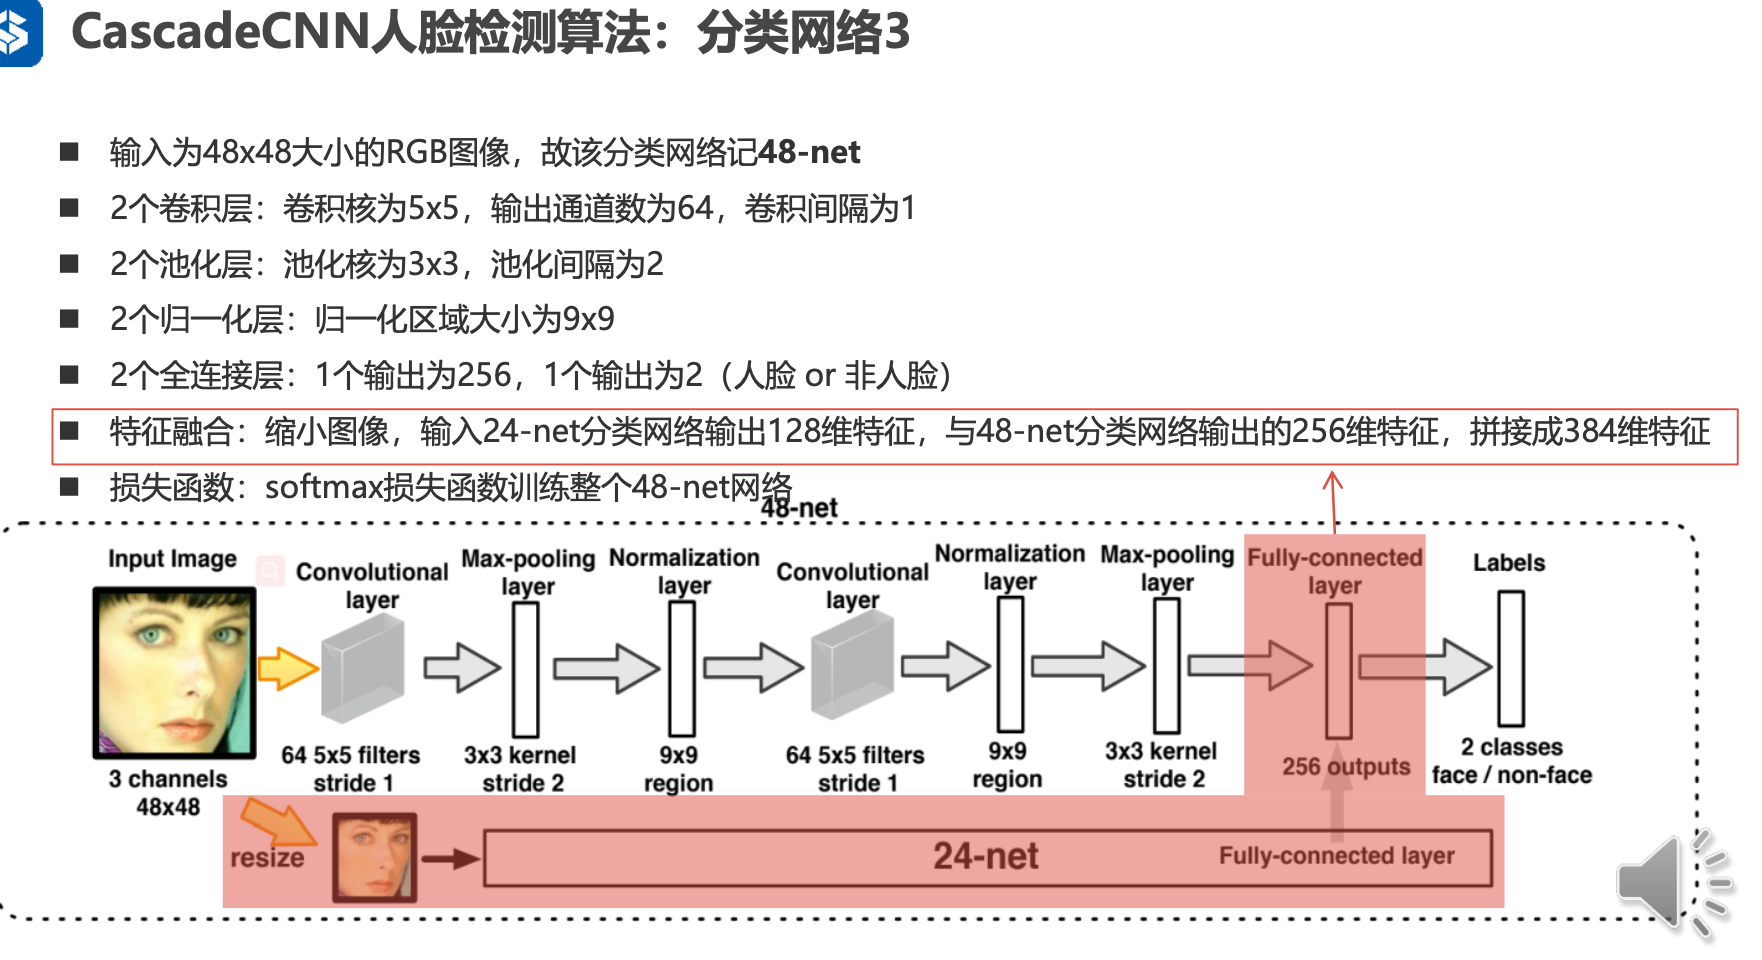 CascadeCNN人脸检测算法：分类网络3
输入为48x48大小的RGB图像，故该分类网络记48-net
2个卷积层：卷积核为5x5，输出通道数为64，卷积间隔为1
2个池化层：池化核为3x3，池化间隔为2
2个归一化层：归一化区域大小为9x9
2个全连接层：1个输出为256，1个输出为2（人脸 or 非人脸）
特征融合：缩小图像，输入24-net分类网络输出128维特征，与48-net分类网络输出的256维特征，拼接成384维特征
损失函数：softmax损失函数训练整个48-net网络
48-net
Input Image
Convolutional
layer
Max-pooling
layer
Normalization
layer
Convolutional
layer
Normalization
layer
Max-pooling
layer
Fully-connected
layer
Labels
3 channels
48x48
64 5x5 filters
stride 1
3x3 kernel
stride 2
9x9
region
64 5x5 filters
stride 1
9x9
region
3x3 kernel
stride 2
256 outputs
2 classes
face / non-face
resize
24-net
Fully-connected layer